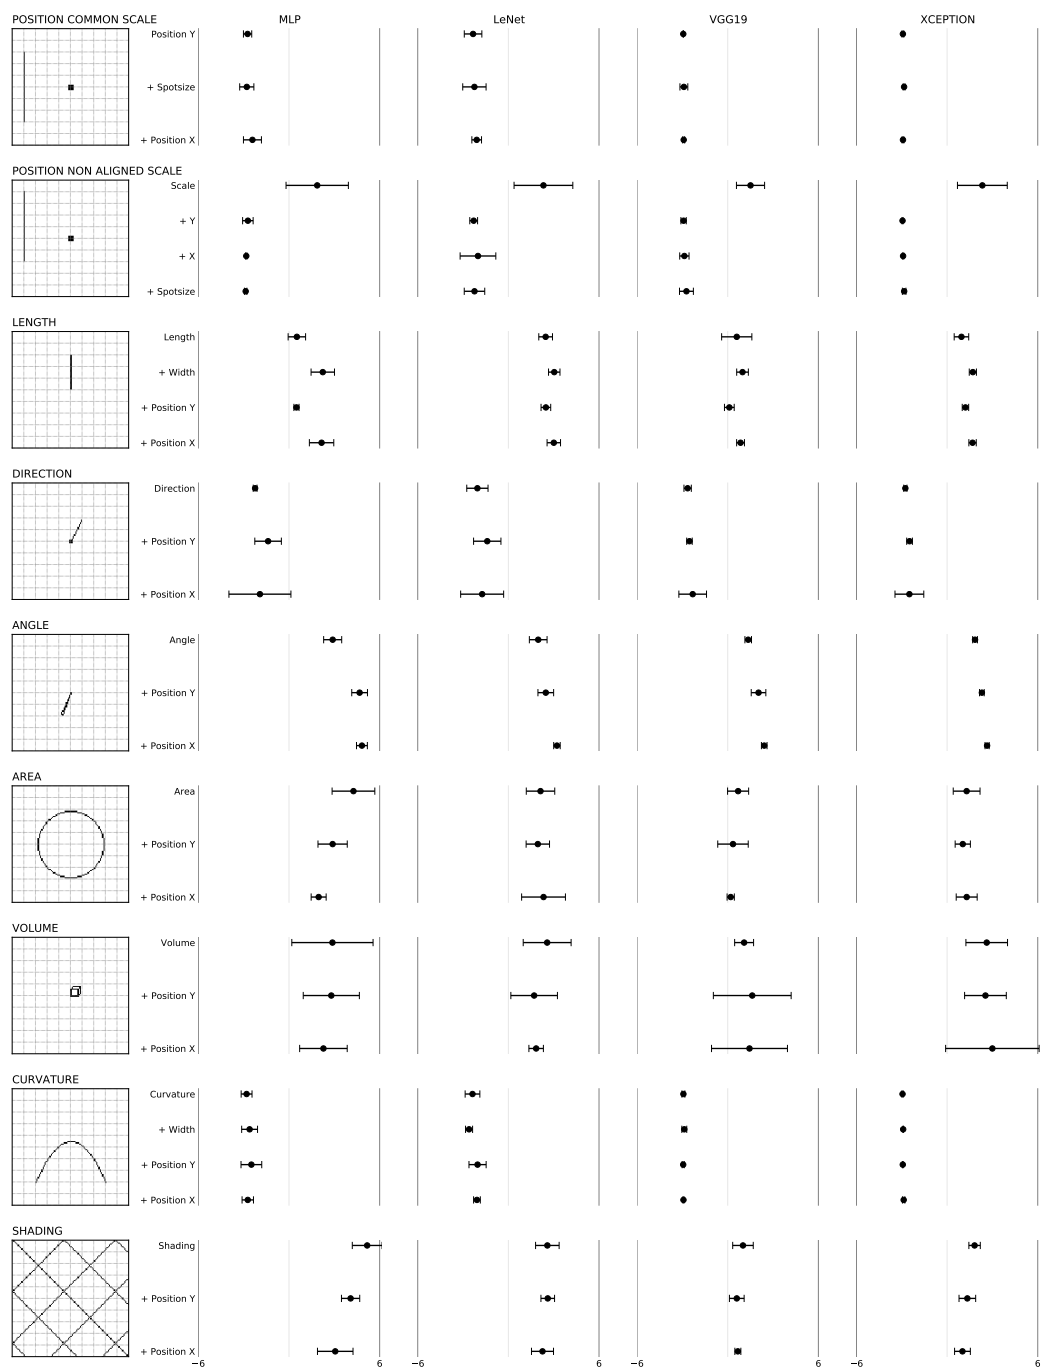 POSITION COMMON SCALE MLP LeNet VGG19 XCEPTION
Position Y
+ Spotsize
+ Position X
POSITION NON ALIGNED SCALE
Scale
+ Y
+ X
+ Spotsize
LENGTH
Length
+ Width
+ Position Y
+ Position X
DIRECTION
Direction
+ Position Y
+ Position X
ANGLE
Angle
+ Position Y
+ Position X
AREA
Area
+ Position Y
+ Position X
VOLUME
Volume
+ Position Y
+ Position X
CURVATURE
Curvature
+ Width
+ Position Y
+ Position X
SHADING
Shading
+ Position Y
+ Position X
−6 6 −6 6 −6 6 −6 6